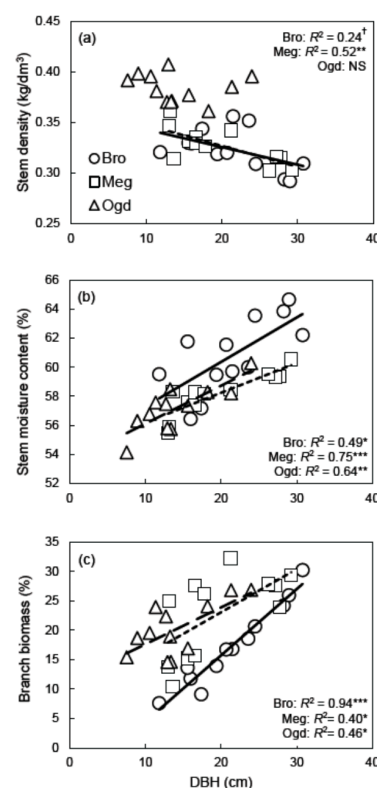 (a)
Bro: R² = 0.24†
Meg: R² = 0.52**
Ogd: NS
Stem density (kg/dm³)
0.45
0.40
0.35
0.30
0.25
Bro
Meg
Ogd
0 10 20 30 40
(b)
Stem moisture content (%)
66
64
62
60
58
56
54
52
Bro: R² = 0.49*
Meg: R² = 0.75***
Ogd: R² = 0.64**
0 10 20 30 40
(c)
Branch biomass (%)
35
30
25
20
15
10
5
0
Bro: R² = 0.94***
Meg: R² = 0.40*
Ogd: R² = 0.46*
0 10 20 30 40
DBH (cm)